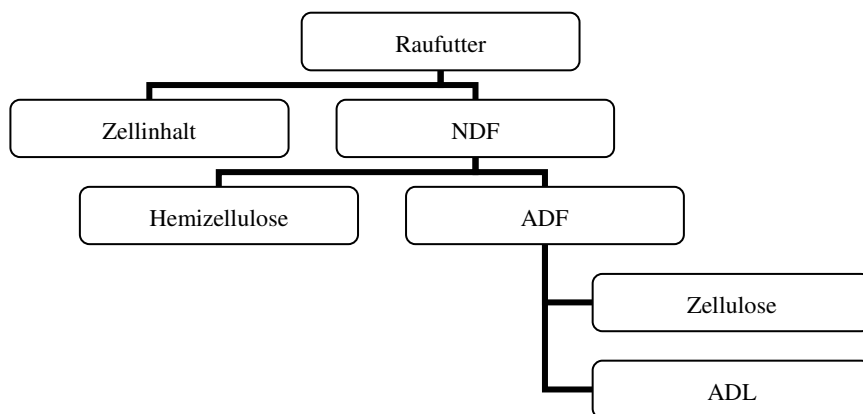 Raufutter
Zellinhalt
NDF
Hemizellulose
ADF
Zellulose
ADL